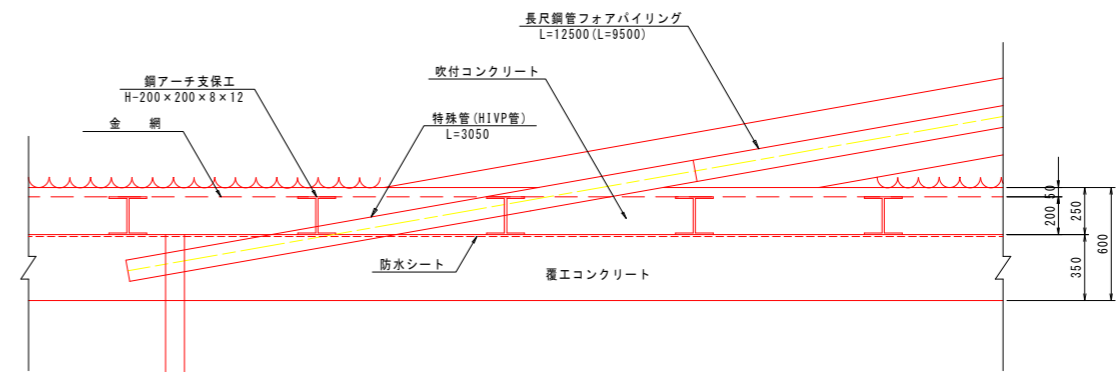 長尺鋼管フォアパイリング
L=12500(L=9500)
鋼アーチ支保工
H-200×200×8×12
吹付コンクリート
金　網
特殊管(HIVP管)
L=3050
防水シート
覆工コンクリート
50
200
250
350
600